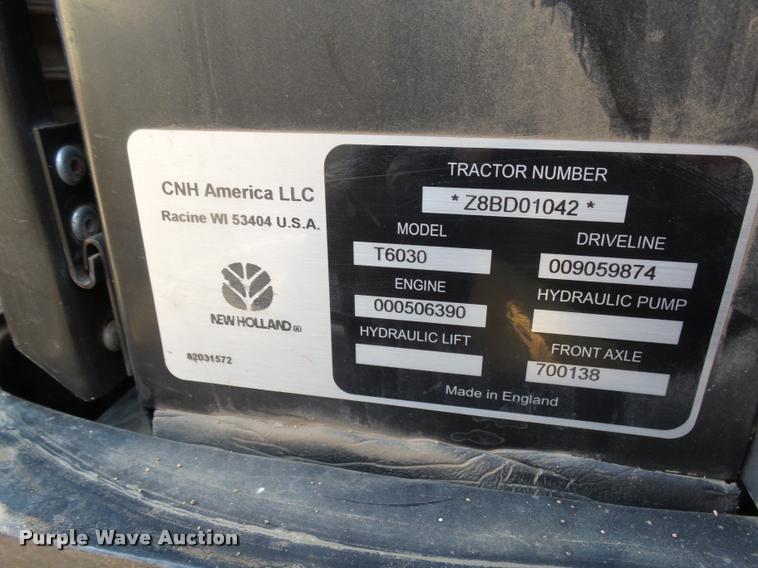 CNH America LLC
Racine WI 53404 U.S.A.
NEW HOLLAND®
82031572
TRACTOR NUMBER
* Z8BD01042 *
MODEL
T6030
DRIVELINE
009059874
ENGINE
000506390
HYDRAULIC PUMP
HYDRAULIC LIFT
FRONT AXLE
700138
Made in England
Purple Wave Auction®